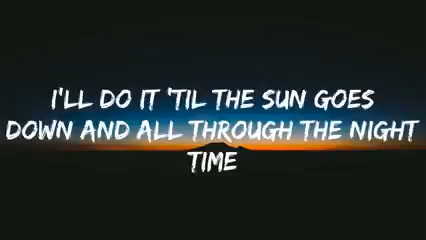 I'LL DO IT 'TIL THE SUN GOES
DOWN AND ALL THROUGH THE NIGHT
TIME